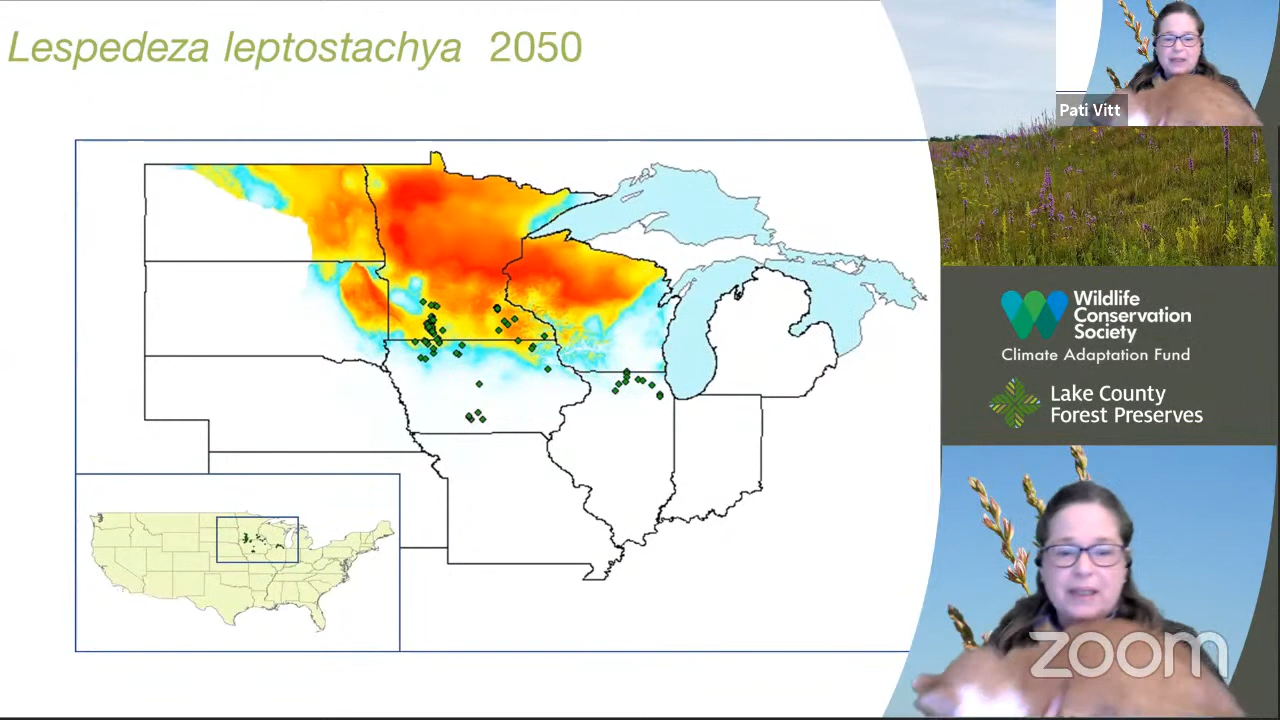 Lespedeza leptostachya 2050
Pati Vitt
Wildlife
Conservation
Society
Climate Adaptation Fund
Lake County
Forest Preserves
zoom